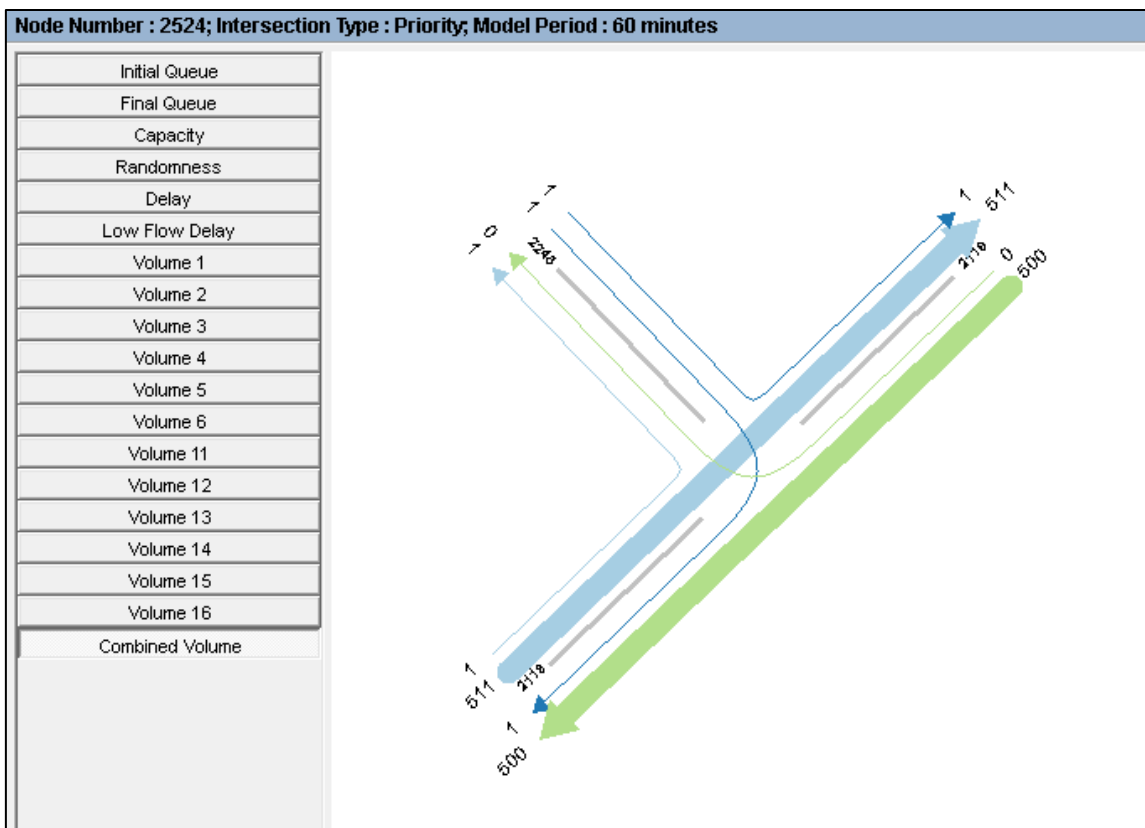 Node Number : 2524; Intersection Type : Priority; Model Period : 60 minutes
Initial Queue
Final Queue
Capacity
Randomness
Delay
Low Flow Delay
Volume 1
Volume 2
Volume 3
Volume 4
Volume 5
Volume 6
Volume 11
Volume 12
Volume 13
Volume 14
Volume 15
Volume 16
Combined Volume
1
1
0
1
1
511
0
500
1
511
1
500